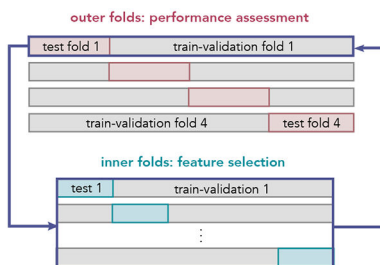 outer folds: performance assessment
test fold 1 train-validation fold 1
train-validation fold 4 test fold 4
inner folds: feature selection
test 1 train-validation 1
⋮